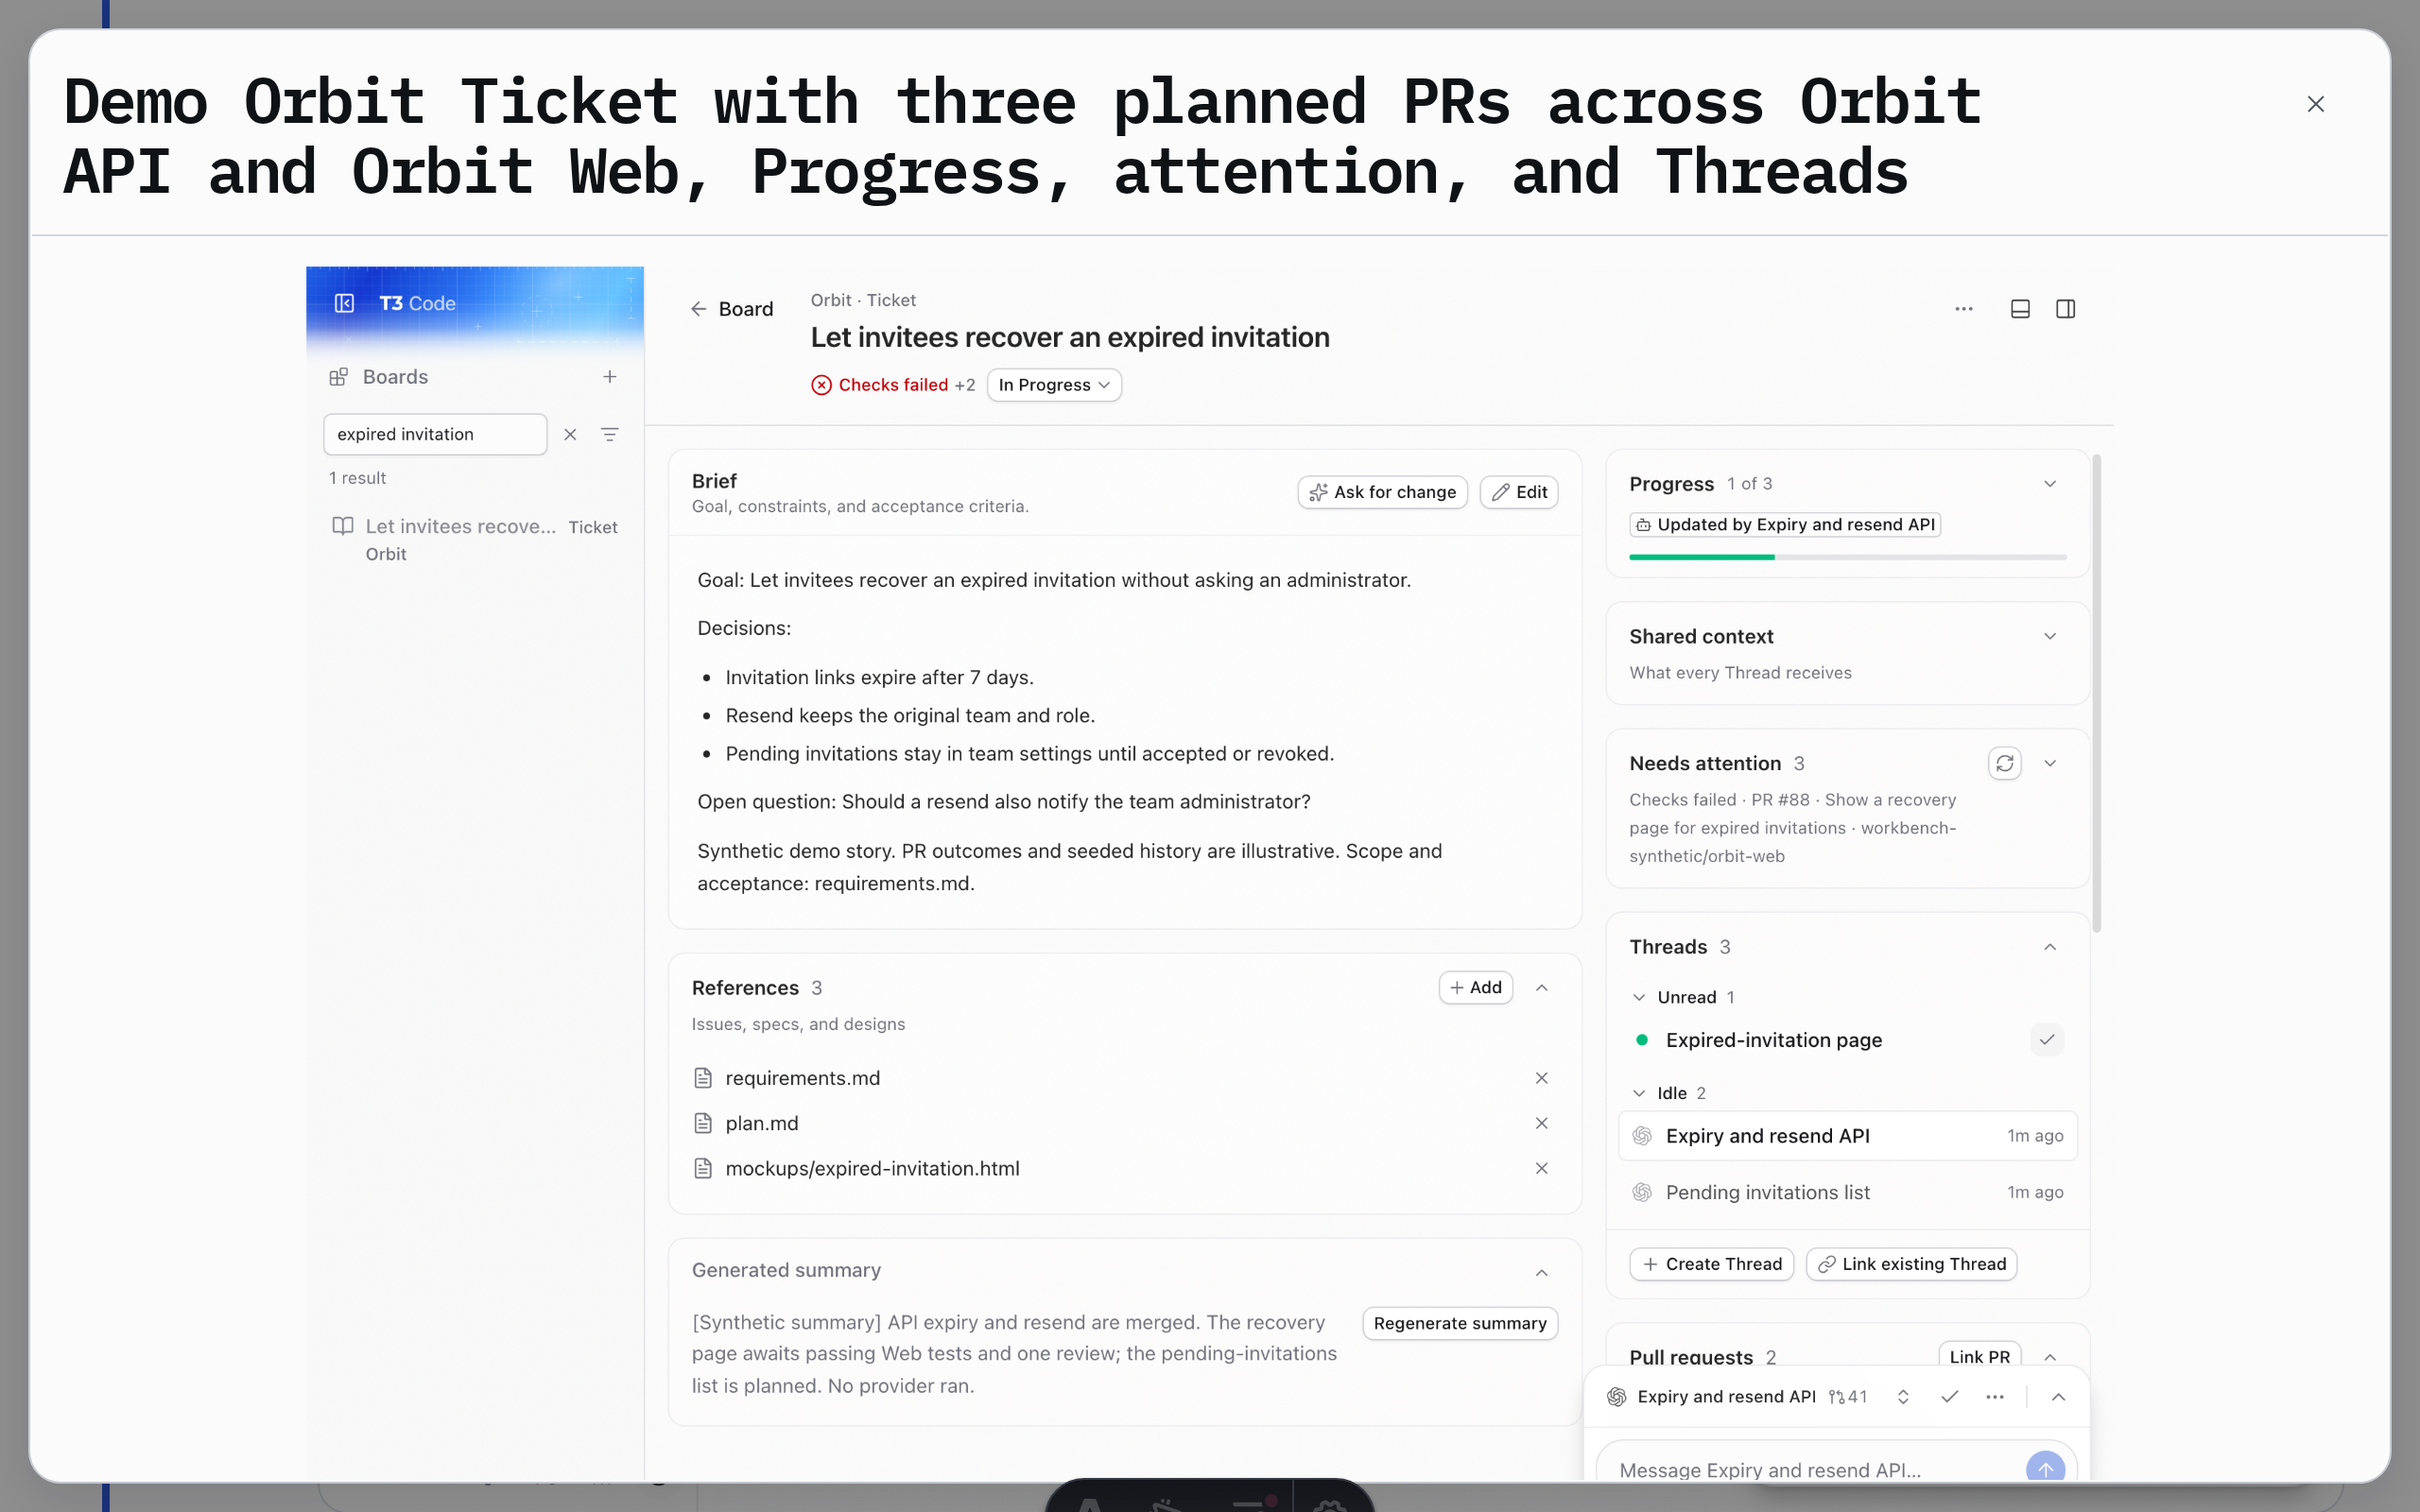 Demo Orbit Ticket with three planned PRs across Orbit
API and Orbit Web, Progress, attention, and Threads
T3 Code
Boards
expired invitation
1 result
Let invitees recove... Ticket
Orbit
Board
Orbit · Ticket
Let invitees recover an expired invitation
Checks failed +2 In Progress
Brief
Goal, constraints, and acceptance criteria.
Ask for change Edit
Goal: Let invitees recover an expired invitation without asking an administrator.
Decisions:
• Invitation links expire after 7 days.
• Resend keeps the original team and role.
• Pending invitations stay in team settings until accepted or revoked.
Open question: Should a resend also notify the team administrator?
Synthetic demo story. PR outcomes and seeded history are illustrative. Scope and
acceptance: requirements.md.
References 3
Add
Issues, specs, and designs
requirements.md
plan.md
mockups/expired-invitation.html
Generated summary
[Synthetic summary] API expiry and resend are merged. The recovery
page awaits passing Web tests and one review; the pending-invitations
list is planned. No provider ran.
Regenerate summary
Progress 1 of 3
Updated by Expiry and resend API
Shared context
What every Thread receives
Needs attention 3
Checks failed · PR #88 · Show a recovery
page for expired invitations · workbench-
synthetic/orbit-web
Threads 3
Unread 1
Expired-invitation page
Idle 2
Expiry and resend API 1m ago
Pending invitations list 1m ago
Create Thread Link existing Thread
Pull requests 2 Link PR
Expiry and resend API 41
Message Expiry and resend API...